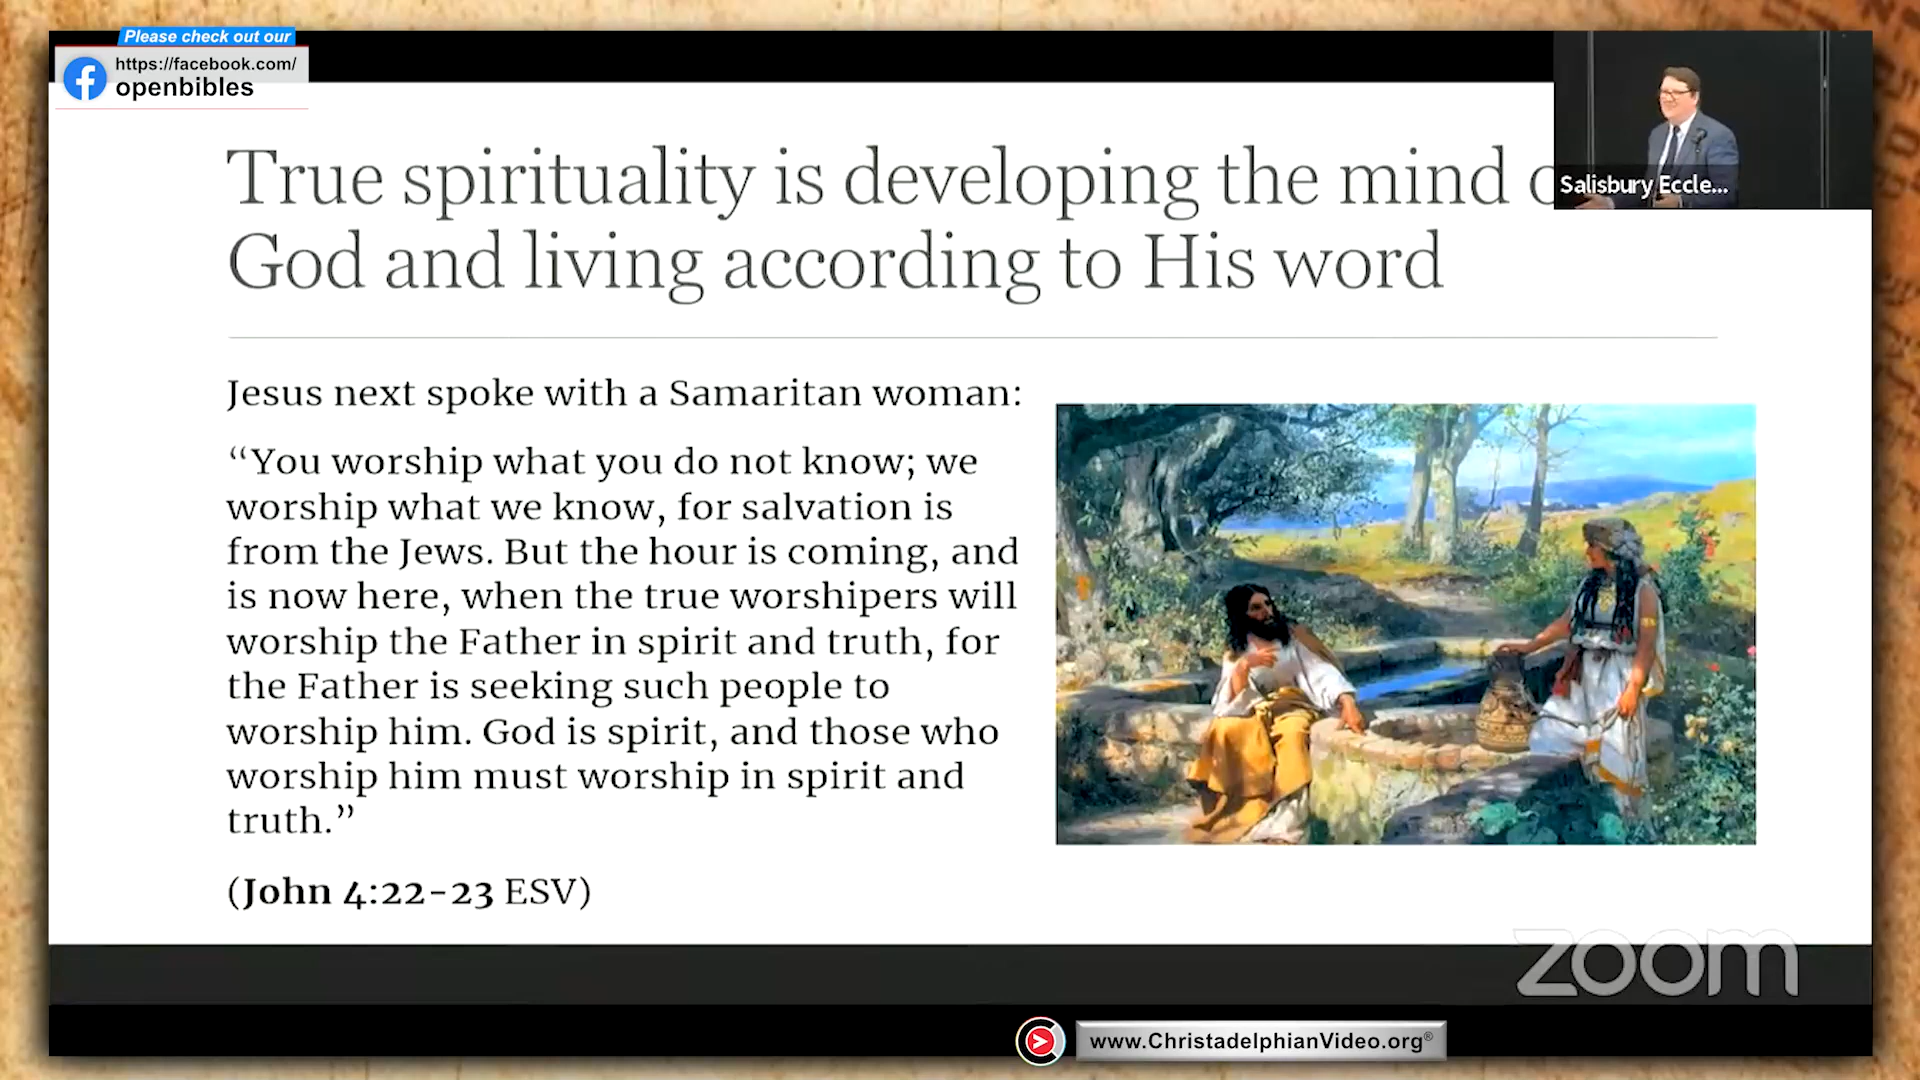 Please check out our
https://facebook.com/
openbibles
True spirituality is developing the mind o
God and living according to His word
Salisbury Eccle...
Jesus next spoke with a Samaritan woman:
“You worship what you do not know; we
worship what we know, for salvation is
from the Jews. But the hour is coming, and
is now here, when the true worshipers will
worship the Father in spirit and truth, for
the Father is seeking such people to
worship him. God is spirit, and those who
worship him must worship in spirit and
truth.”
(John 4:22-23 ESV)
zoom
www.ChristadelphianVideo.org®